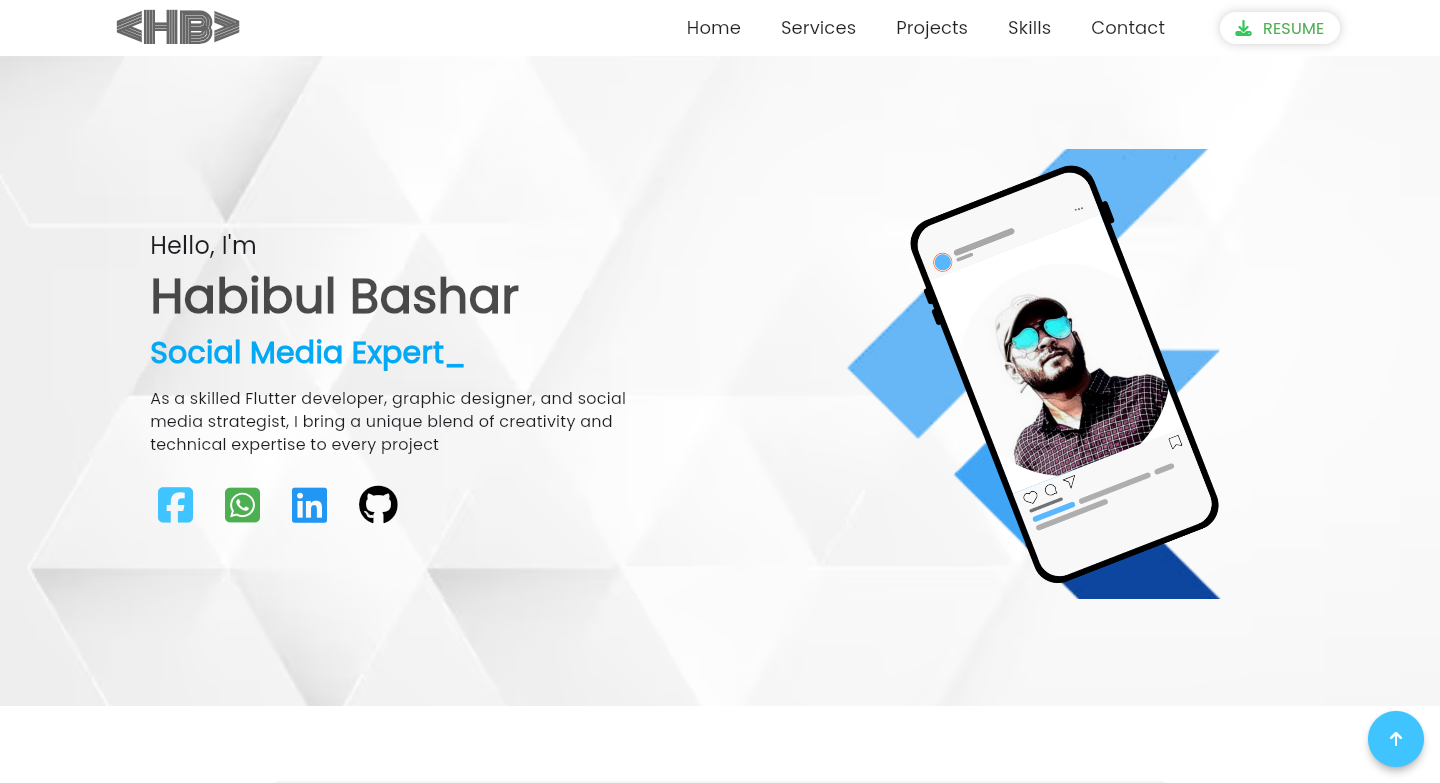 <HB>
Home Services Projects Skills Contact RESUME
Hello, I'm
Habibul Bashar
Social Media Expert_
As a skilled Flutter developer, graphic designer, and social
media strategist, I bring a unique blend of creativity and
technical expertise to every project